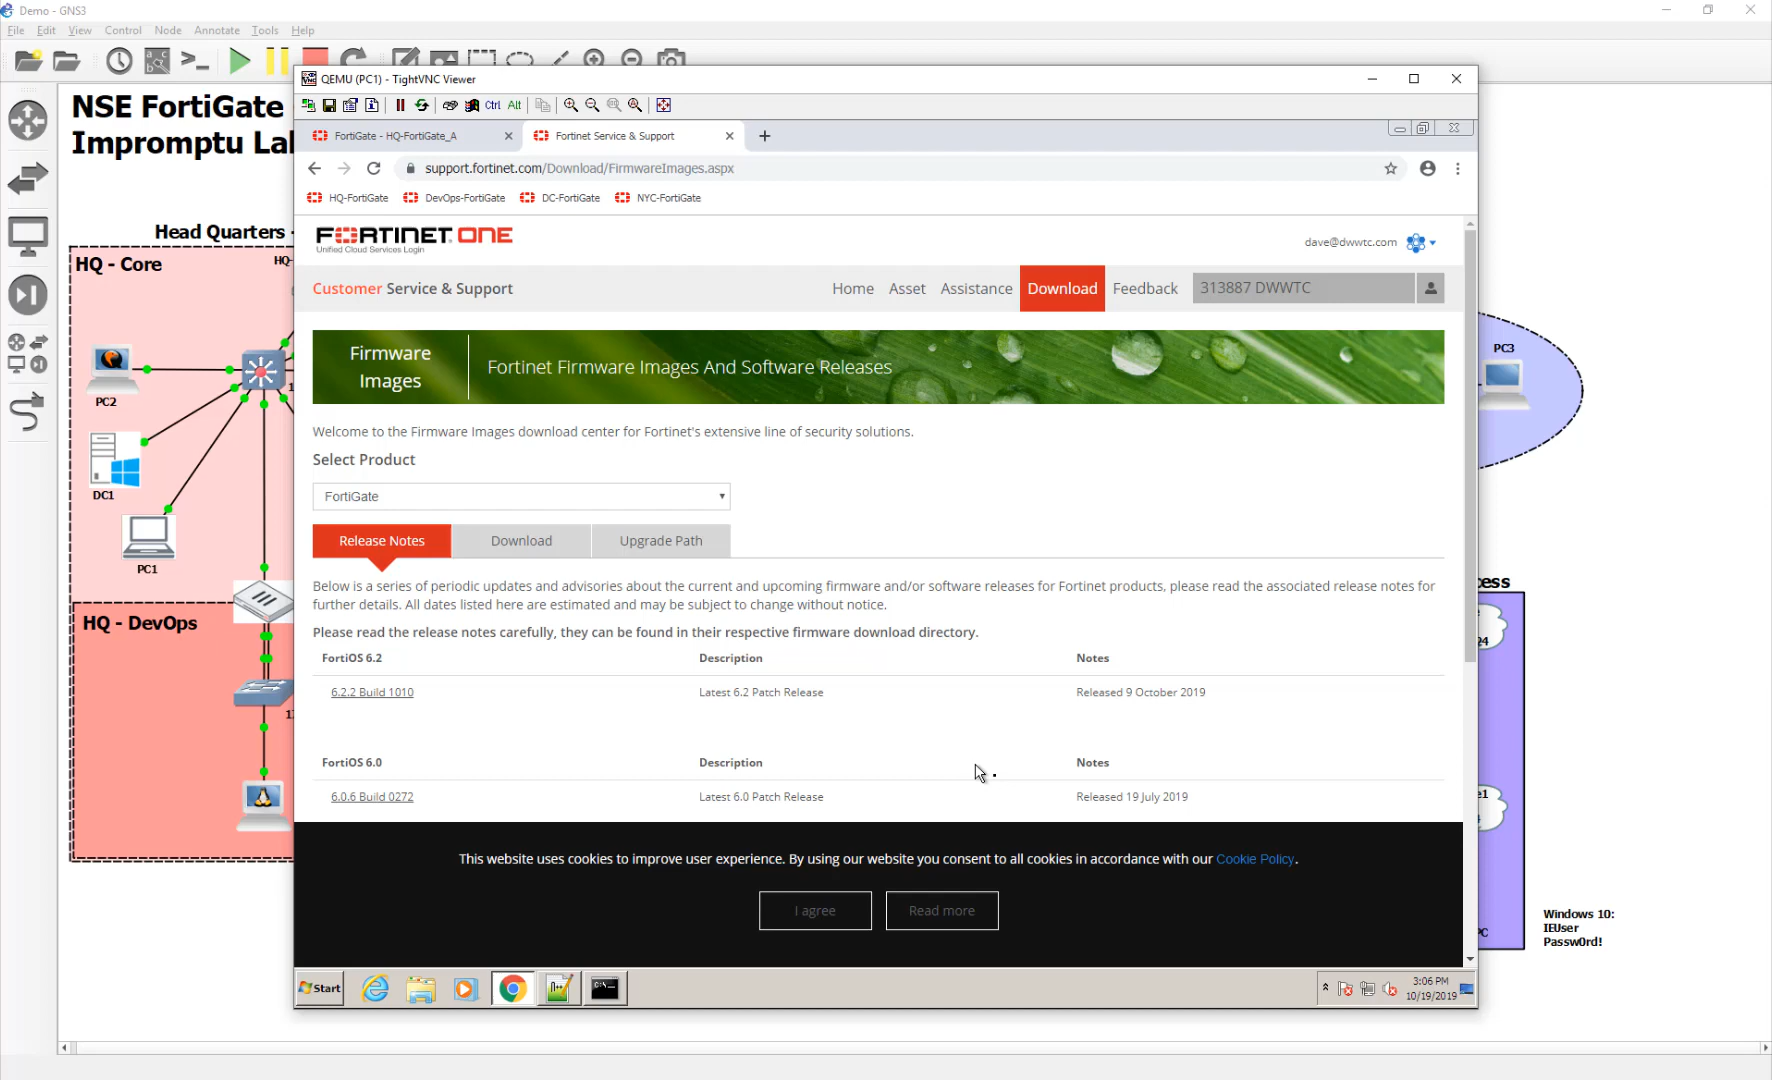 Demo - GNS3
File Edit View Control Node Annotate Tools Help
NSE FortiGate
Impromptu La
QEMU (PC1) - TightVNC Viewer
Ctrl Alt
FortiGate - HQ-FortiGate_A
Fortinet Service & Support
support.fortinet.com/Download/FirmwareImages.aspx
HQ-FortiGate DevOps-FortiGate DC-FortiGate NYC-FortiGate
Head Quarters -
HQ - Core
HQ-
PC2
DC1
PC1
HQ - DevOps
FORTINET ONE
Unified Cloud Services Login
dave@dwwtc.com
Customer Service & Support
Home Asset Assistance Download Feedback 313887 DWWTC
Firmware
Images
Fortinet Firmware Images And Software Releases
Welcome to the Firmware Images download center for Fortinet's extensive line of security solutions.
Select Product
FortiGate
Release Notes Download Upgrade Path
Below is a series of periodic updates and advisories about the current and upcoming firmware and/or software releases for Fortinet products, please read the associated release notes for
further details. All dates listed here are estimated and may be subject to change without notice.
Please read the release notes carefully, they can be found in their respective firmware download directory.
FortiOS 6.2 Description Notes
6.2.2 Build 1010 Latest 6.2 Patch Release Released 9 October 2019
FortiOS 6.0 Description Notes
6.0.6 Build 0272 Latest 6.0 Patch Release Released 19 July 2019
This website uses cookies to improve user experience. By using our website you consent to all cookies in accordance with our Cookie Policy.
I agree Read more
Start
3:06 PM
10/19/2019
PC3
cess
24
e1
PC
Windows 10:
IEUser
Passw0rd!